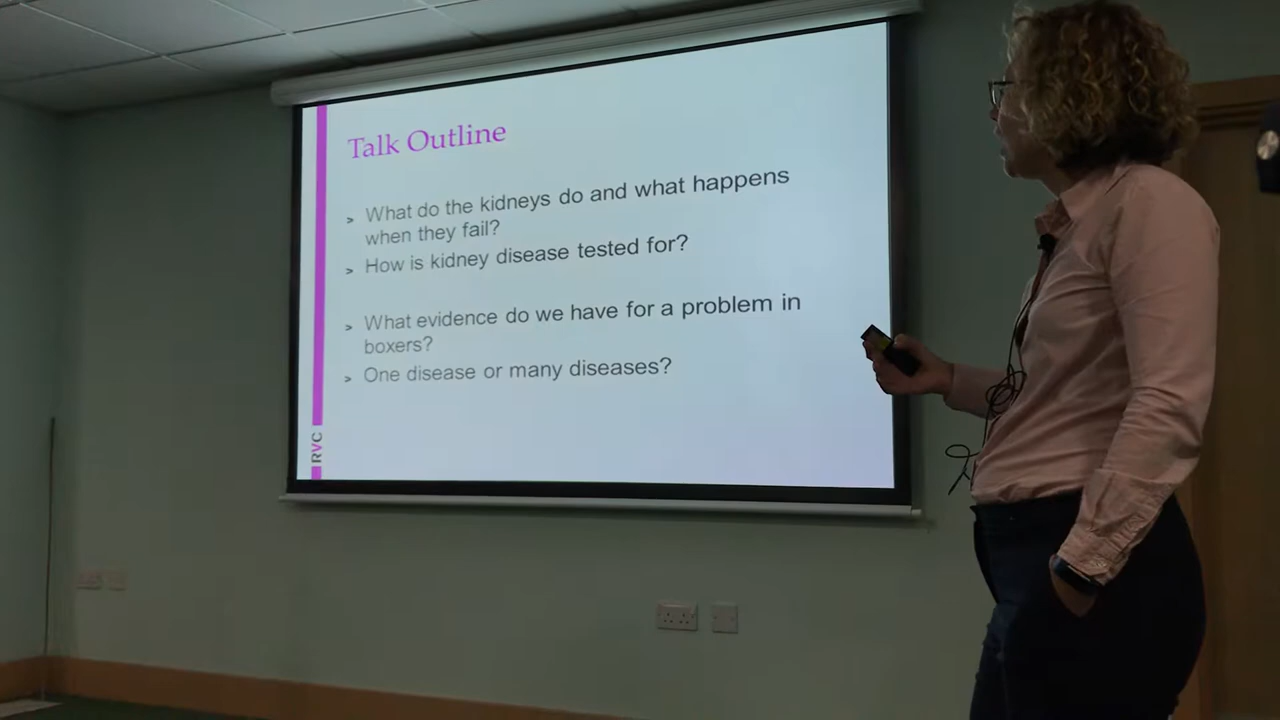 Talk Outline
> What do the kidneys do and what happens
when they fail?
> How is kidney disease tested for?
> What evidence do we have for a problem in
boxers?
> One disease or many diseases?
RVC